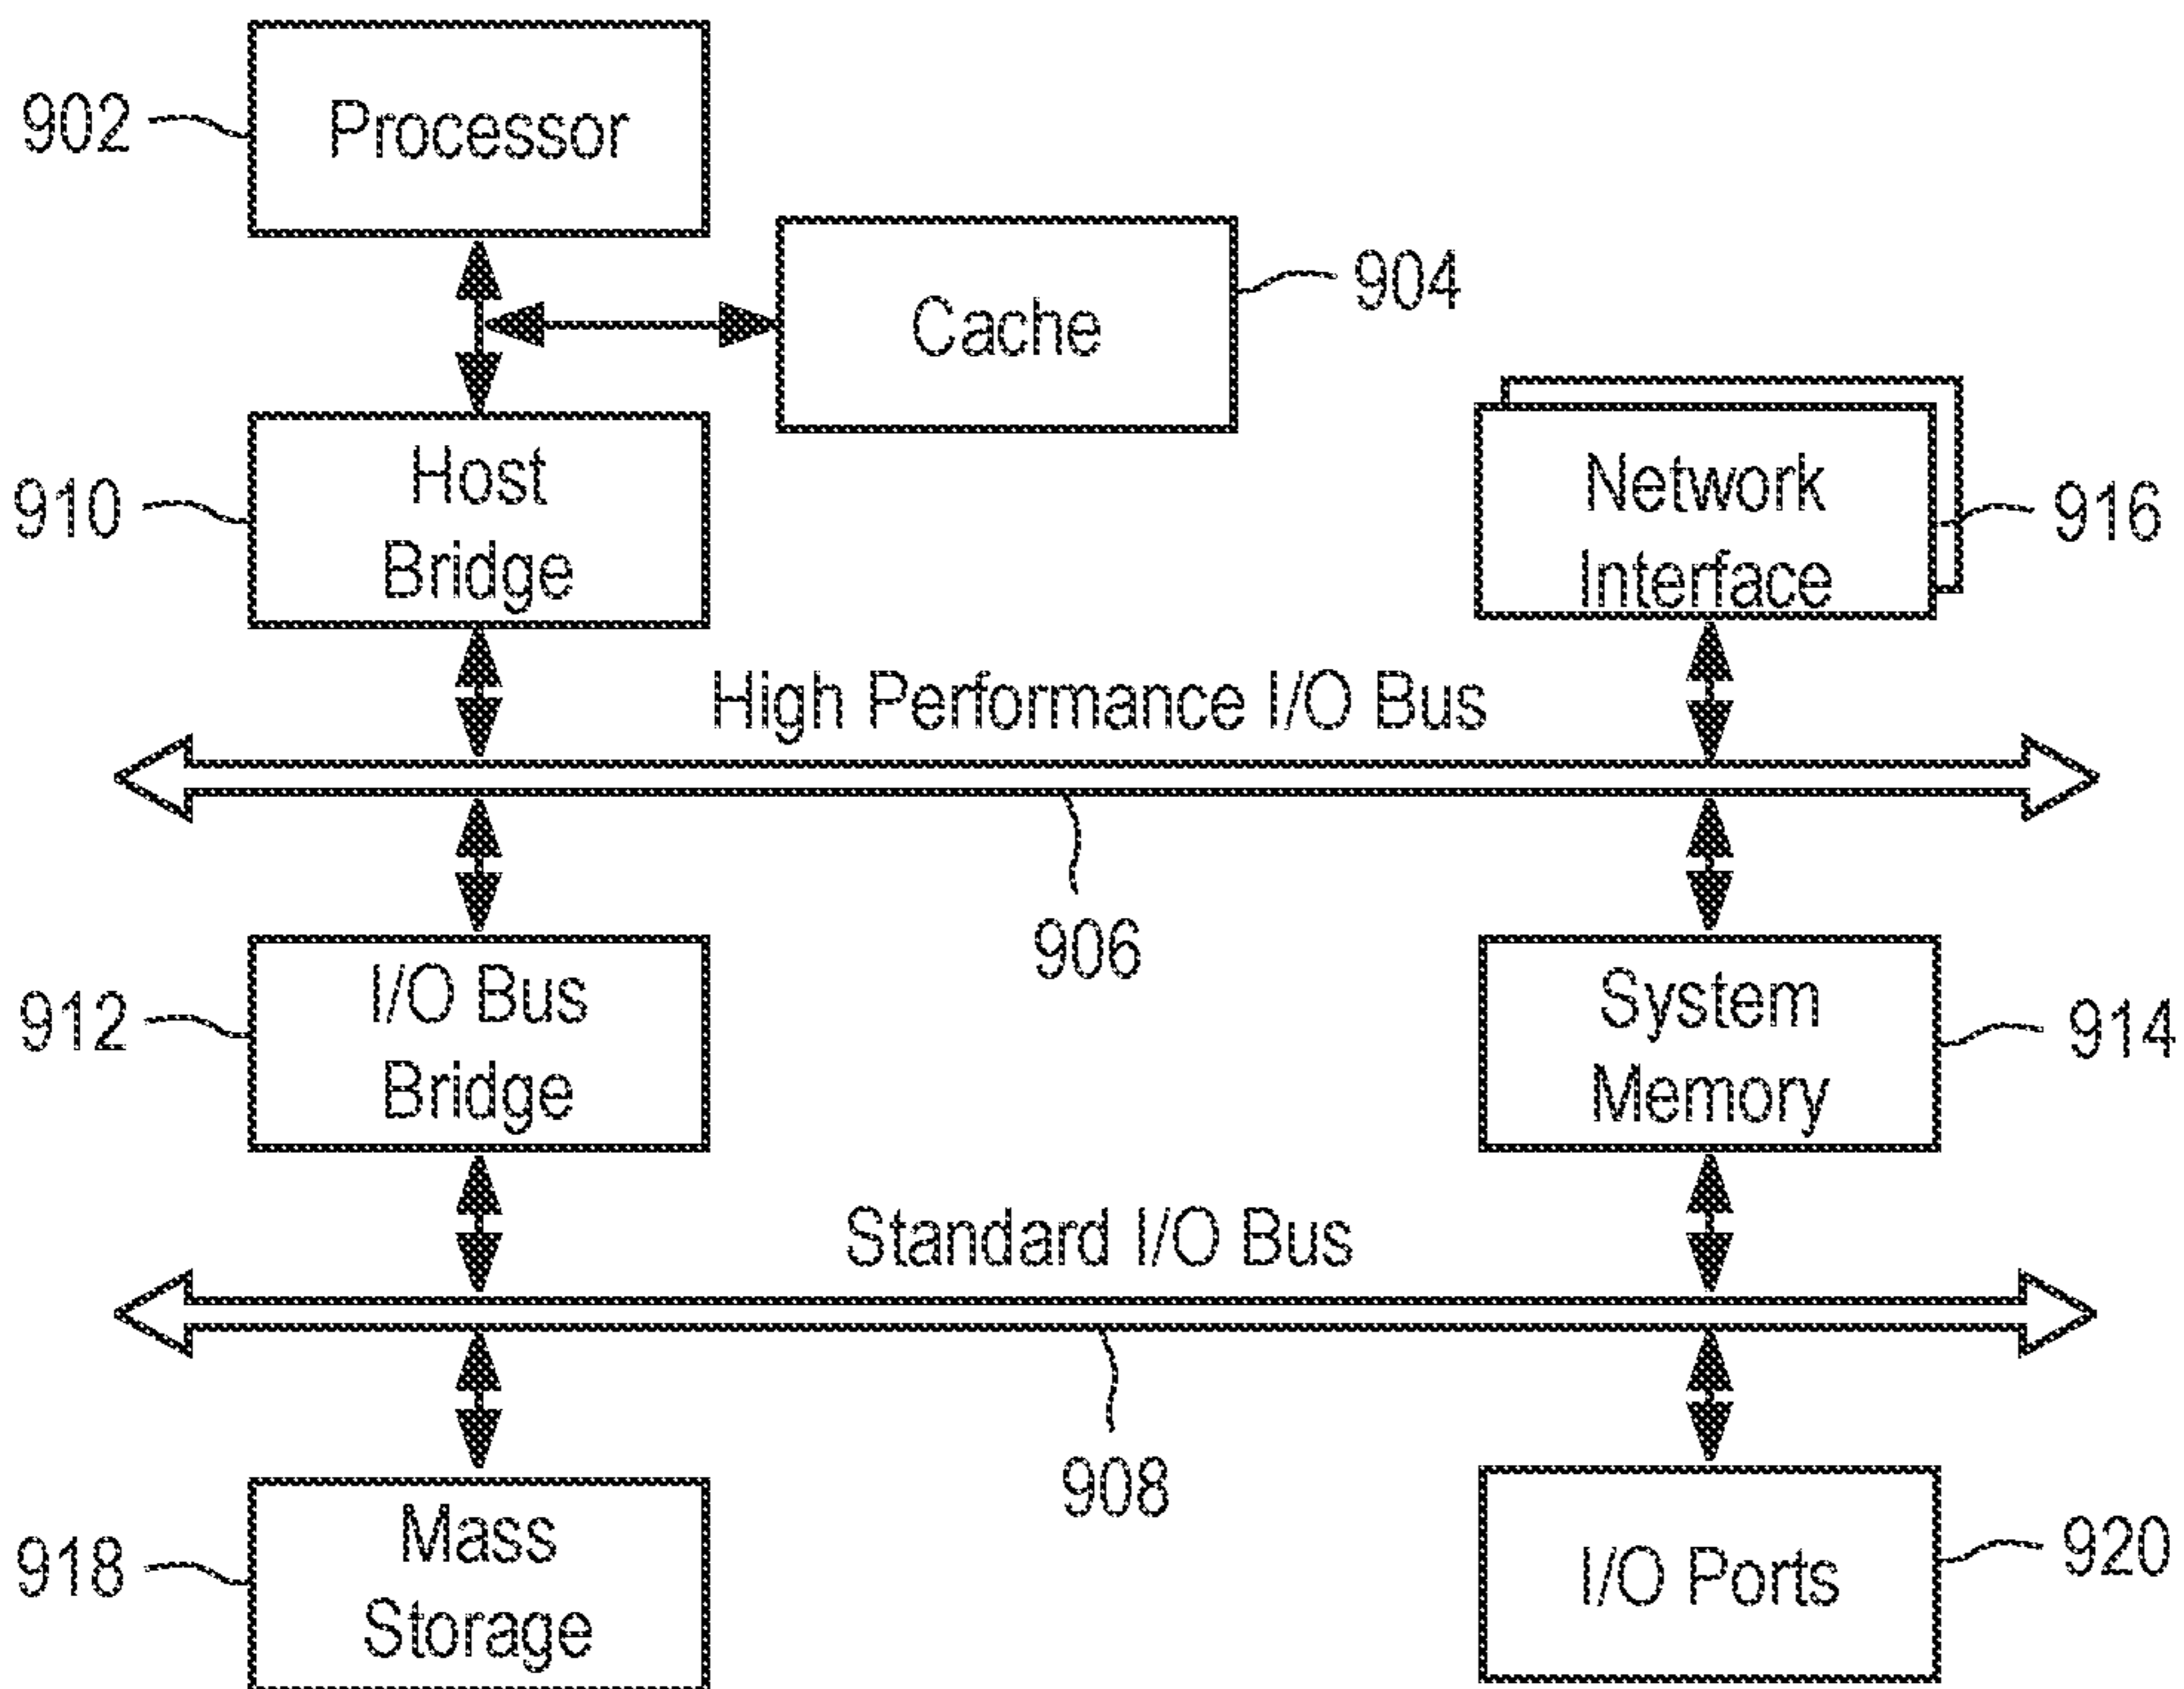 902
Processor
Cache
904
910
Host
Bridge
Network
Interface
916
High Performance I/O Bus
906
912
I/O Bus
Bridge
System
Memory
914
Standard I/O Bus
908
918
Mass
Storage
I/O Ports
920